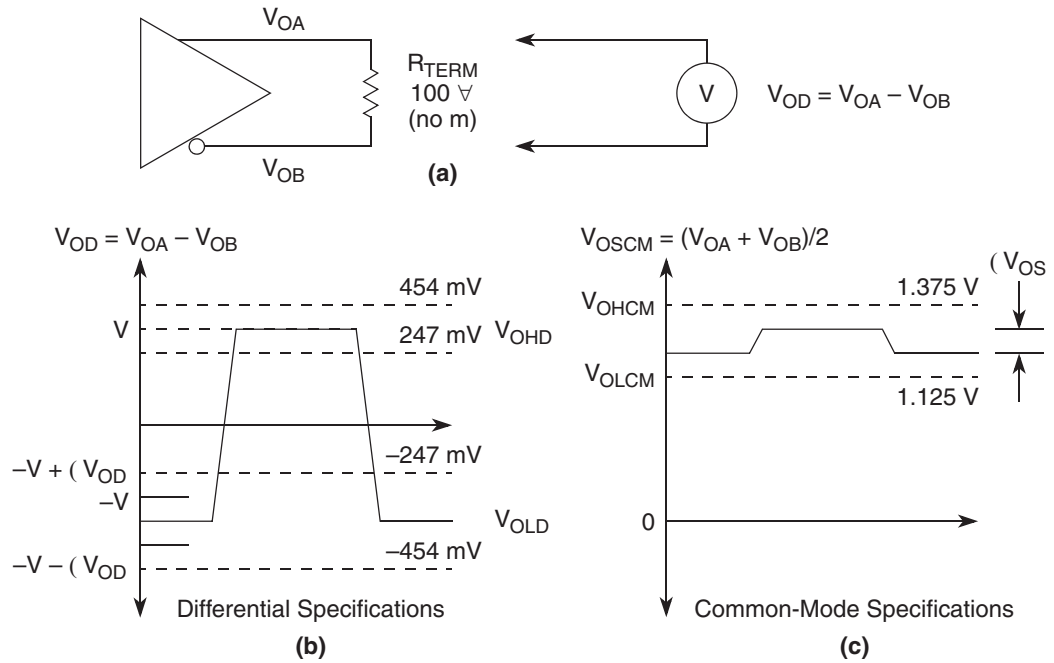 V_OA
R_TERM
100 ∀
(no m)
V_OB
(a)
V
V_OD = V_OA – V_OB
V_OD = V_OA – V_OB
454 mV
V
247 mV
V_OHD
–247 mV
–V + ( V_OD
–V
V_OLD
–454 mV
–V – ( V_OD
Differential Specifications
(b)
V_OSCM = (V_OA + V_OB)/2
( V_OS
1.375 V
V_OHCM
V_OLCM
1.125 V
0
Common-Mode Specifications
(c)